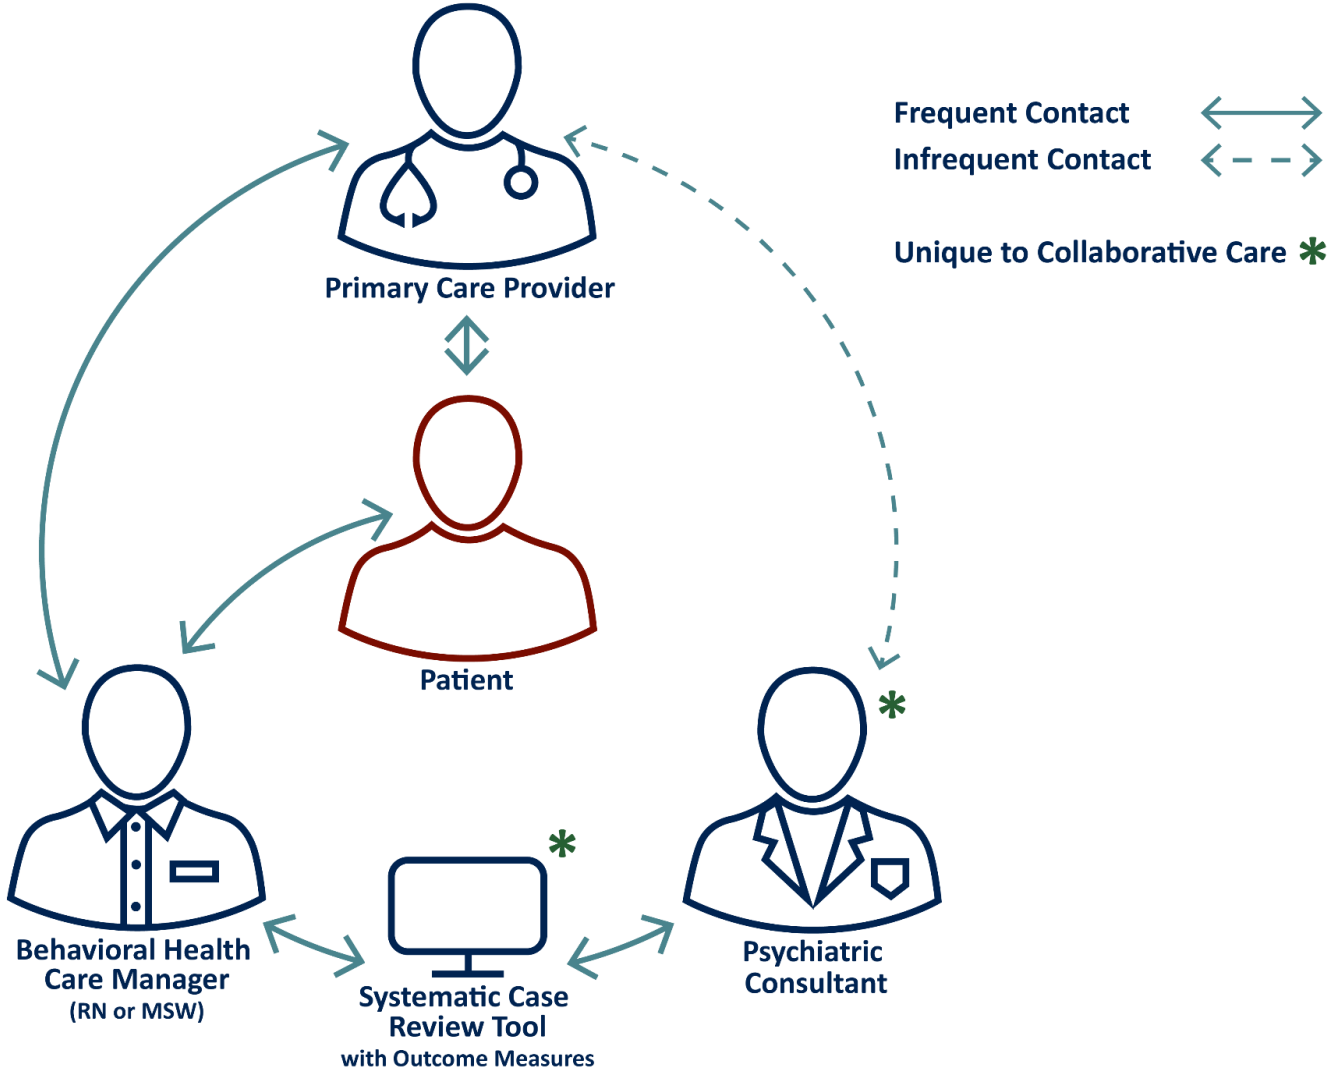 Frequent Contact
Infrequent Contact
Unique to Collaborative Care *
Primary Care Provider
Patient
*
*
Behavioral Health
Care Manager
(RN or MSW)
Systematic Case
Review Tool
with Outcome Measures
Psychiatric
Consultant